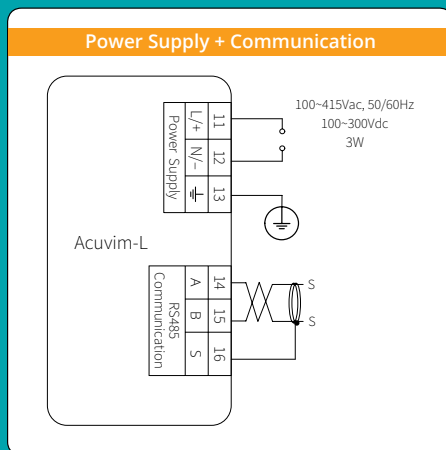 Power Supply + Communication
100~415Vac, 50/60Hz
100~300Vdc
3W
Power Supply
L/+ 11
N/– 12
⏚ 13
Acuvim-L
RS485
Communication
A 14
B 15
S 16
S
S